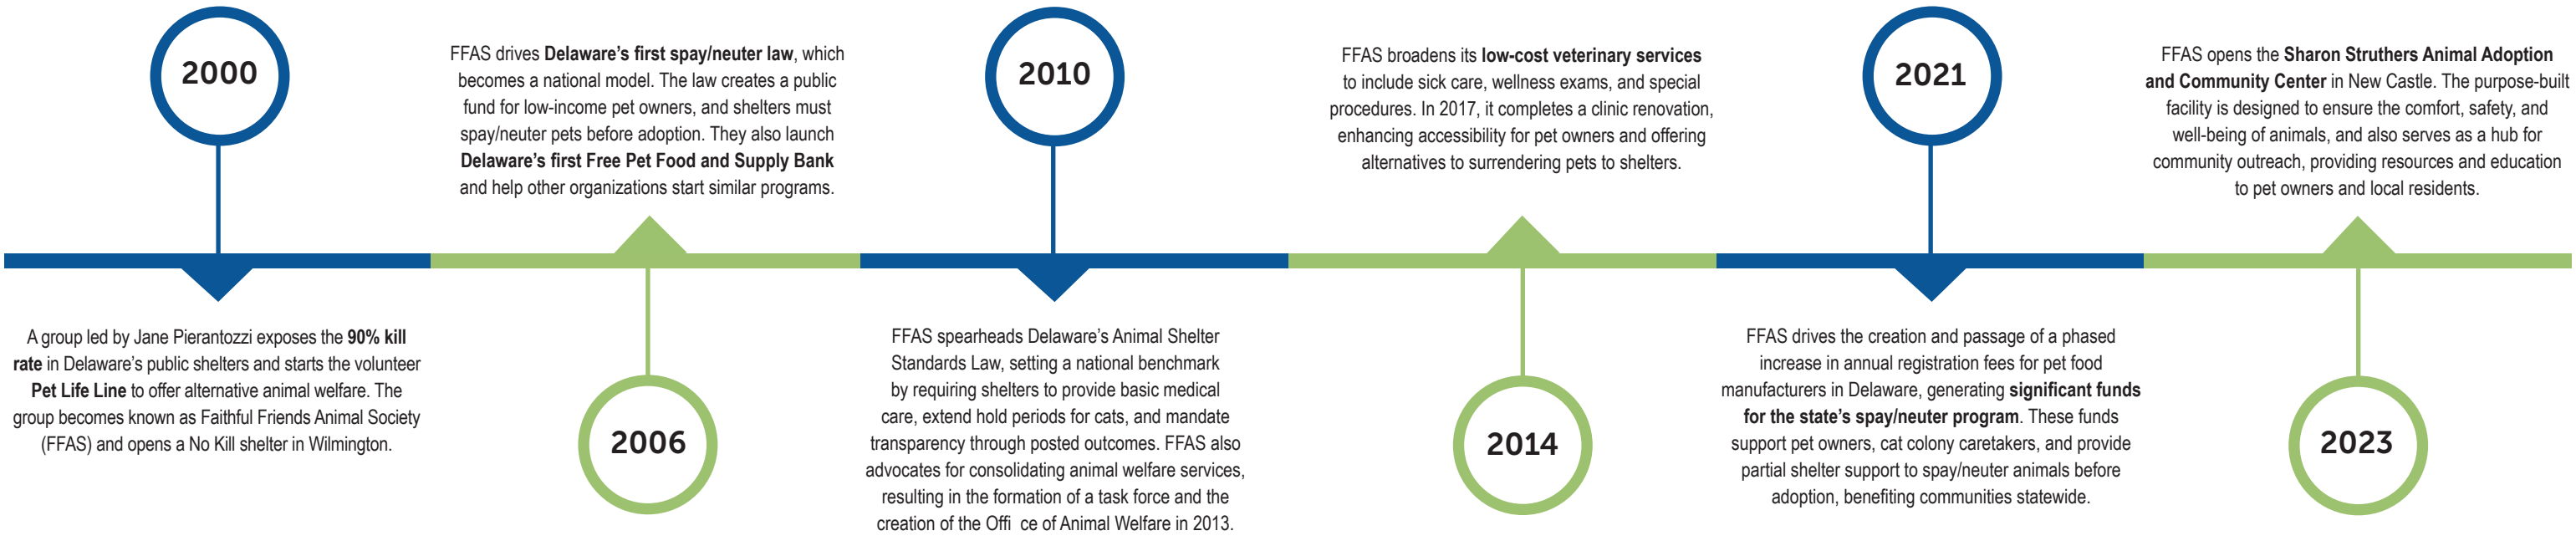 2000
A group led by Jane Pierantozzi exposes the 90% kill
rate in Delaware's public shelters and starts the volunteer
Pet Life Line to offer alternative animal welfare. The
group becomes known as Faithful Friends Animal Society
(FFAS) and opens a No Kill shelter in Wilmington.
FFAS drives Delaware's first spay/neuter law, which
becomes a national model. The law creates a public
fund for low-income pet owners, and shelters must
spay/neuter pets before adoption. They also launch
Delaware's first Free Pet Food and Supply Bank
and help other organizations start similar programs.
2006
2010
FFAS spearheads Delaware's Animal Shelter
Standards Law, setting a national benchmark
by requiring shelters to provide basic medical
care, extend hold periods for cats, and mandate
transparency through posted outcomes. FFAS also
advocates for consolidating animal welfare services,
resulting in the formation of a task force and the
creation of the Offi ce of Animal Welfare in 2013.
FFAS broadens its low-cost veterinary services
to include sick care, wellness exams, and special
procedures. In 2017, it completes a clinic renovation,
enhancing accessibility for pet owners and offering
alternatives to surrendering pets to shelters.
2014
2021
FFAS drives the creation and passage of a phased
increase in annual registration fees for pet food
manufacturers in Delaware, generating significant funds
for the state's spay/neuter program. These funds
support pet owners, cat colony caretakers, and provide
partial shelter support to spay/neuter animals before
adoption, benefiting communities statewide.
FFAS opens the Sharon Struthers Animal Adoption
and Community Center in New Castle. The purpose-built
facility is designed to ensure the comfort, safety, and
well-being of animals, and also serves as a hub for
community outreach, providing resources and education
to pet owners and local residents.
2023